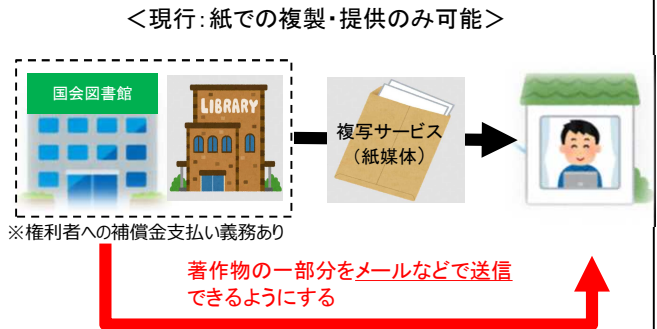 ＜現行：紙での複製・提供のみ可能＞
国会図書館
LIBRARY
複写サービス
（紙媒体）
※権利者への補償金支払い義務あり
著作物の一部分をメールなどで送信
できるようにする